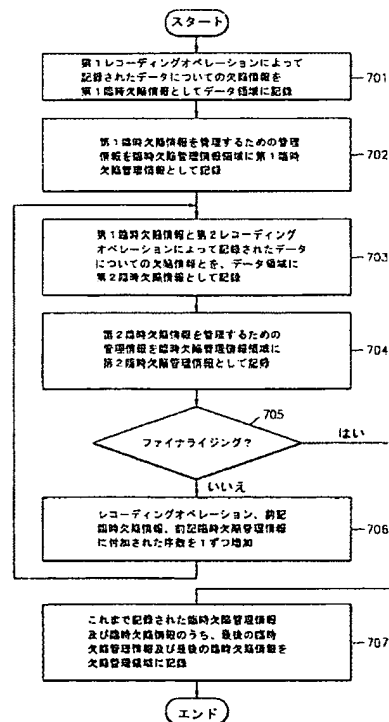 スタート
第1レコーディングオペレーションによって
記録されたデータについての欠陥情報を
第1臨時欠陥情報としてデータ領域に記録
701
第1臨時欠陥情報を管理するための管理
情報を臨時欠陥管理情報領域に第1臨時
欠陥管理情報として記録
702
第1臨時欠陥情報と第2レコーディング
オペレーションによって記録されたデータ
についての欠陥情報とを、データ領域に
第2臨時欠陥情報として記録
703
第2臨時欠陥情報を管理するための
管理情報を臨時欠陥管理情報領域に
第2臨時欠陥管理情報として記録
704
705
ファイナライジング?
はい
いいえ
レコーディングオペレーション、前記
臨時欠陥情報、前記臨時欠陥管理情報
に付加された序数を1ずつ増加
706
これまで記録された臨時欠陥管理情報
及び臨時欠陥情報のうち、最後の臨時
欠陥管理情報及び最後の臨時欠陥情報を
欠陥管理領域に記録
707
エンド